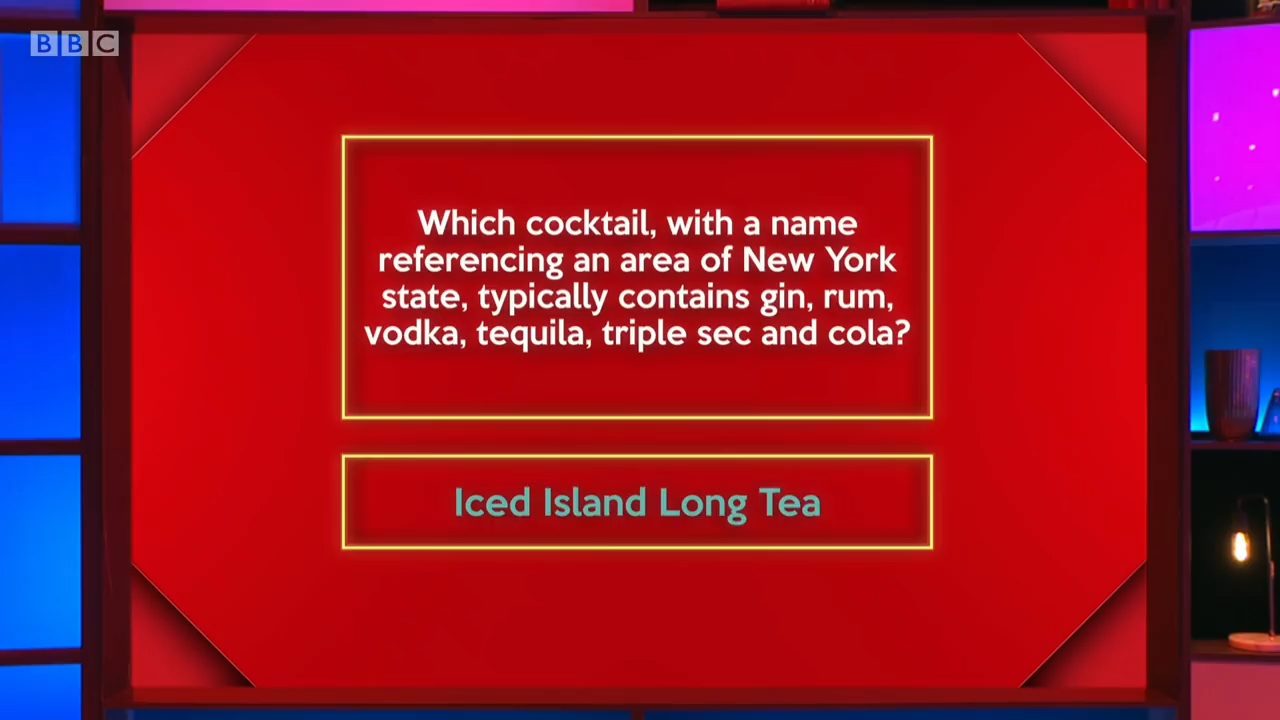 BBC
Which cocktail, with a name
referencing an area of New York
state, typically contains gin, rum,
vodka, tequila, triple sec and cola?
Iced Island Long Tea